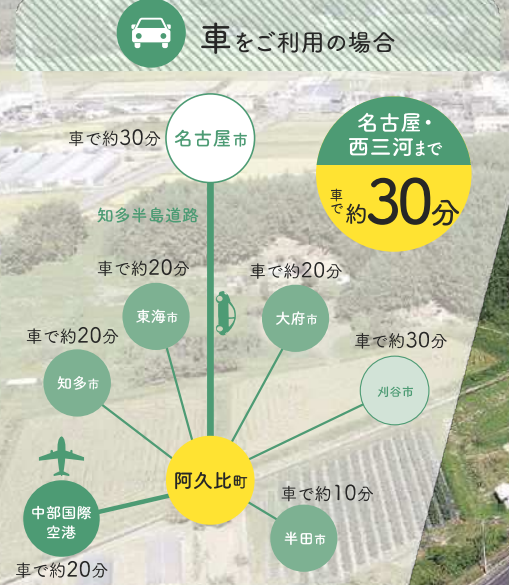 車をご利用の場合
車で約30分
名古屋市
名古屋・
西三河まで
車で約30分
知多半島道路
車で約20分
東海市
車で約20分
大府市
車で約20分
知多市
車で約30分
刈谷市
阿久比町
中部国際
空港
車で約20分
車で約10分
半田市